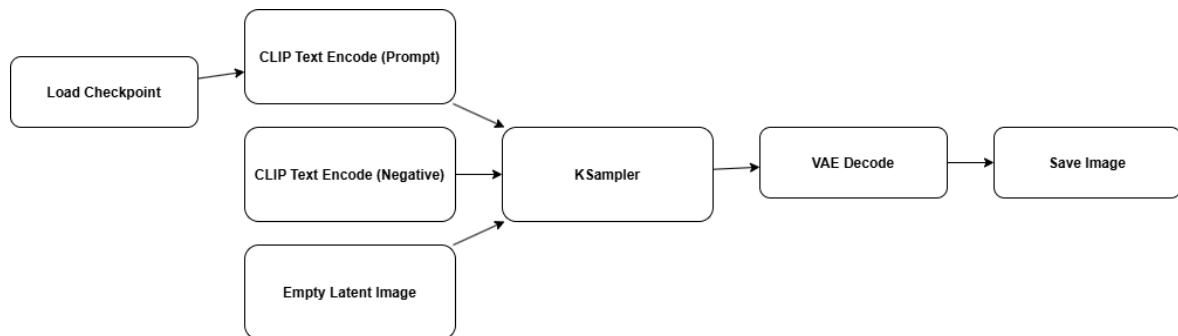 CLIP Text Encode (Prompt)
Load Checkpoint
CLIP Text Encode (Negative)
KSampler
VAE Decode
Save Image
Empty Latent Image